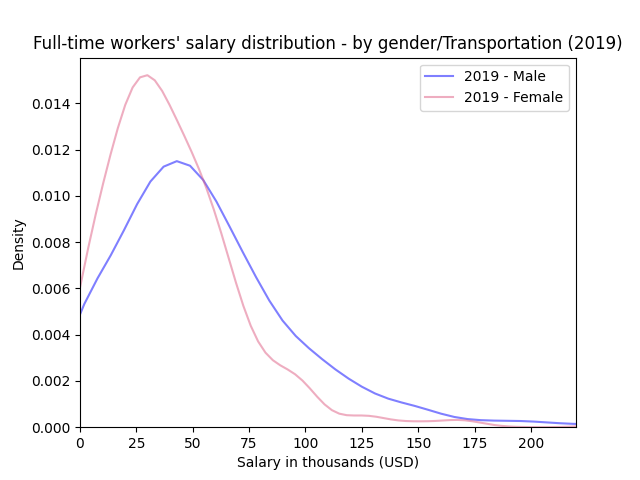 Full-time workers' salary distribution - by gender/Transportation (2019)
2019 - Male
2019 - Female
0.014
0.012
0.010
0.008
0.006
0.004
0.002
0.000
Density
0 25 50 75 100 125 150 175 200
Salary in thousands (USD)